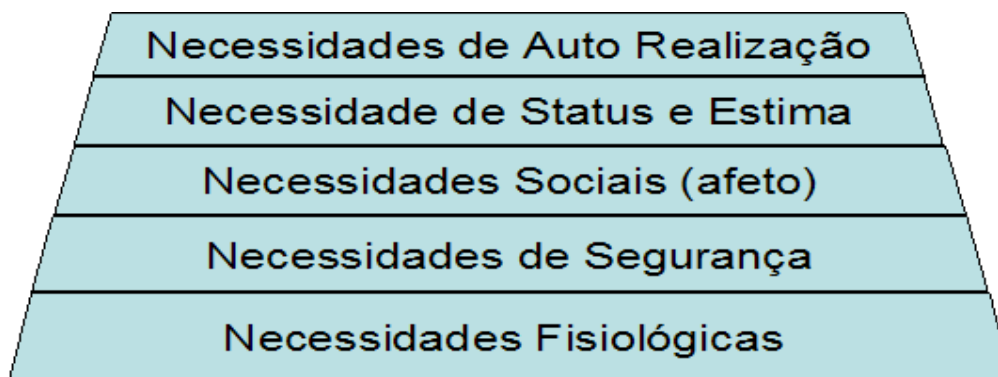 Necessidades de Auto Realização
Necessidade de Status e Estima
Necessidades Sociais (afeto)
Necessidades de Segurança
Necessidades Fisiológicas